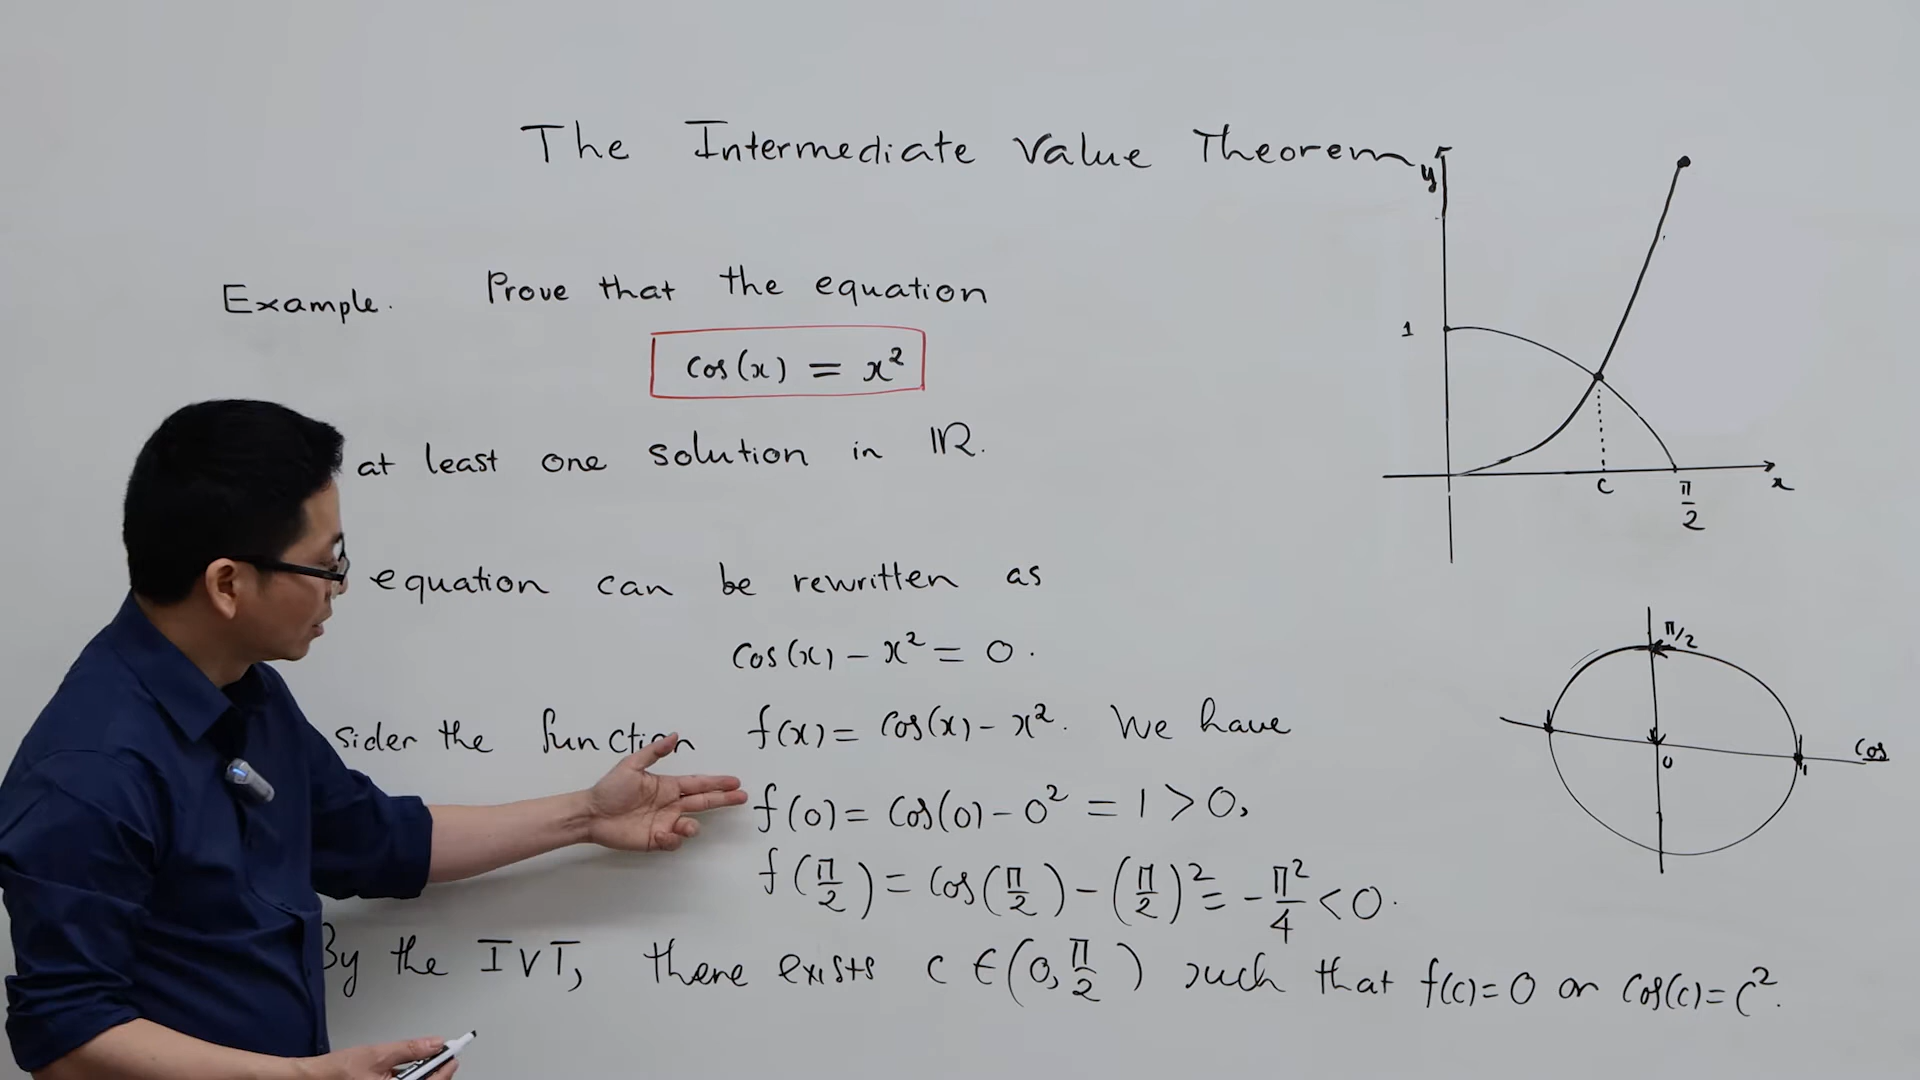 The Intermediate Value Theorem
Example. Prove that the equation
cos(x) = x²
at least one solution in ℝ.
equation can be rewritten as
cos(x) − x² = 0.
sider the function f(x) = cos(x) − x². We have
f(0) = cos(0) − 0² = 1 > 0,
f(π/2) = cos(π/2) − (π/2)² = −π²/4 < 0.
By the IVT, there exists c ∈ (0, π/2) such that f(c) = 0 or cos(c) = c².
y
1
c
π/2
x
π/2
cos
0
1